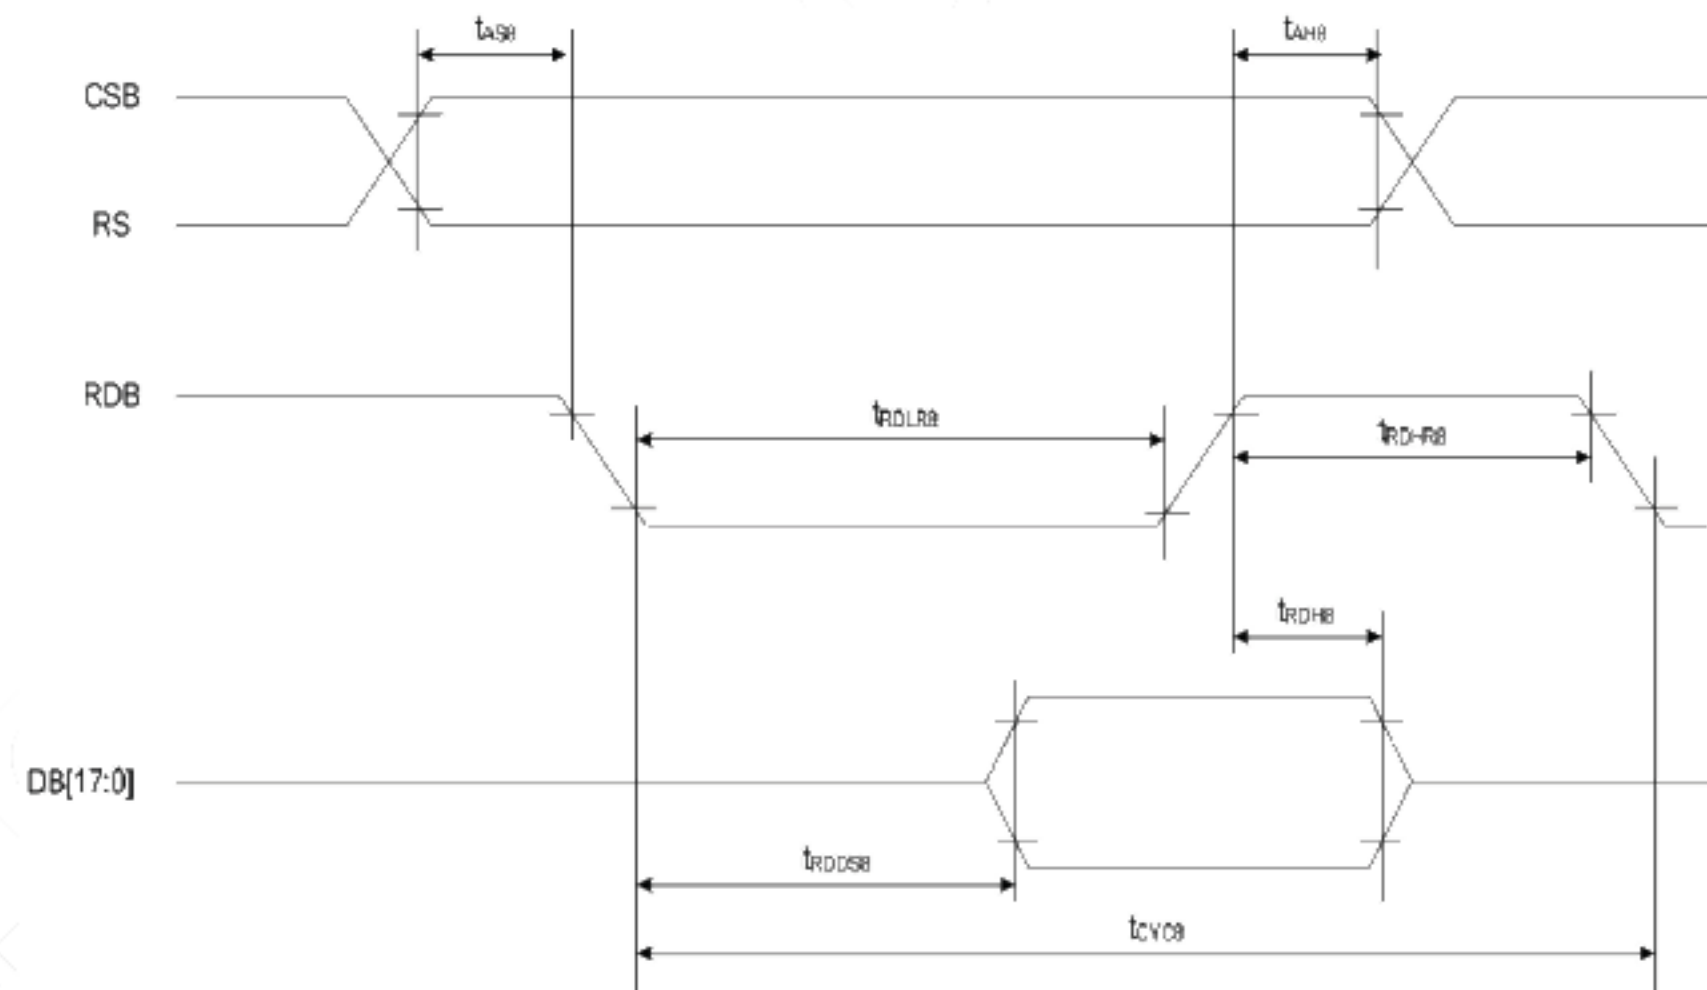 tAS8 tAH8
CSB
RS
RDB
tRDLR8
tRDHR8
tRDH8
DB[17:0]
tRDDS8
tCYC8